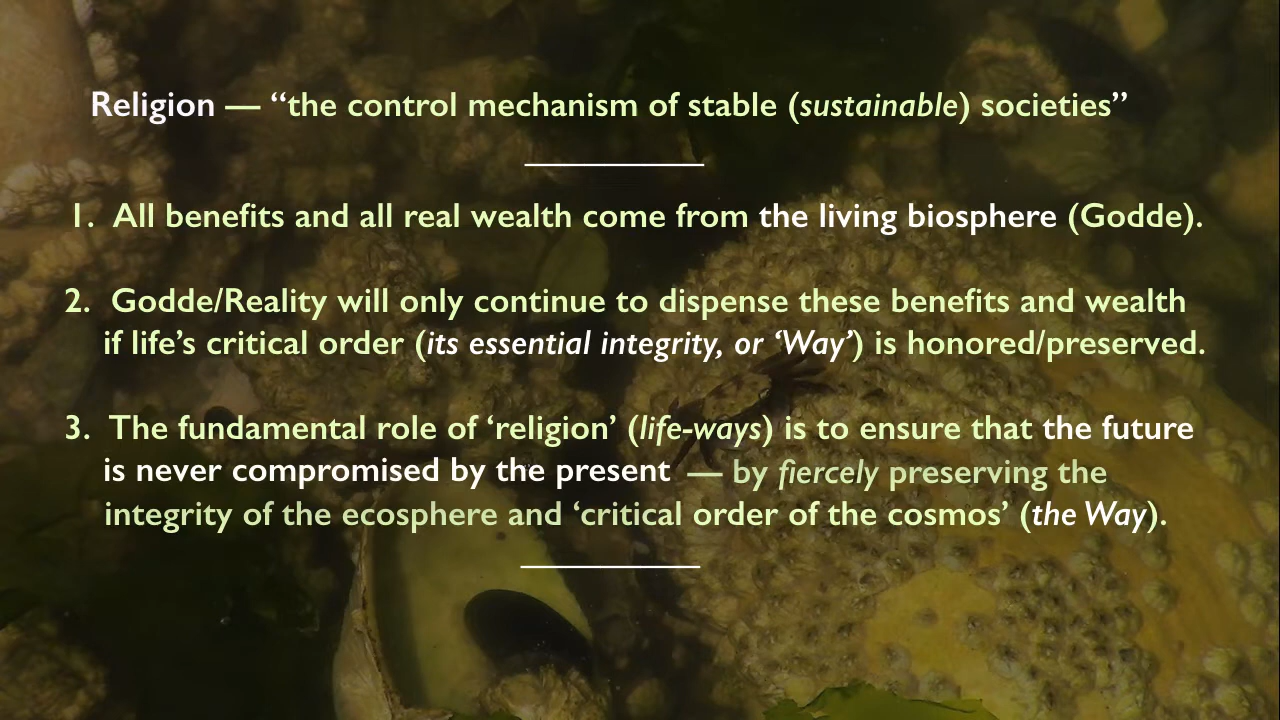 Religion — “the control mechanism of stable (sustainable) societies”
1. All benefits and all real wealth come from the living biosphere (Godde).
2. Godde/Reality will only continue to dispense these benefits and wealth
if life’s critical order (its essential integrity, or ‘Way’) is honored/preserved.
3. The fundamental role of ‘religion’ (life-ways) is to ensure that the future
is never compromised by the present — by fiercely preserving the
integrity of the ecosphere and ‘critical order of the cosmos’ (the Way).